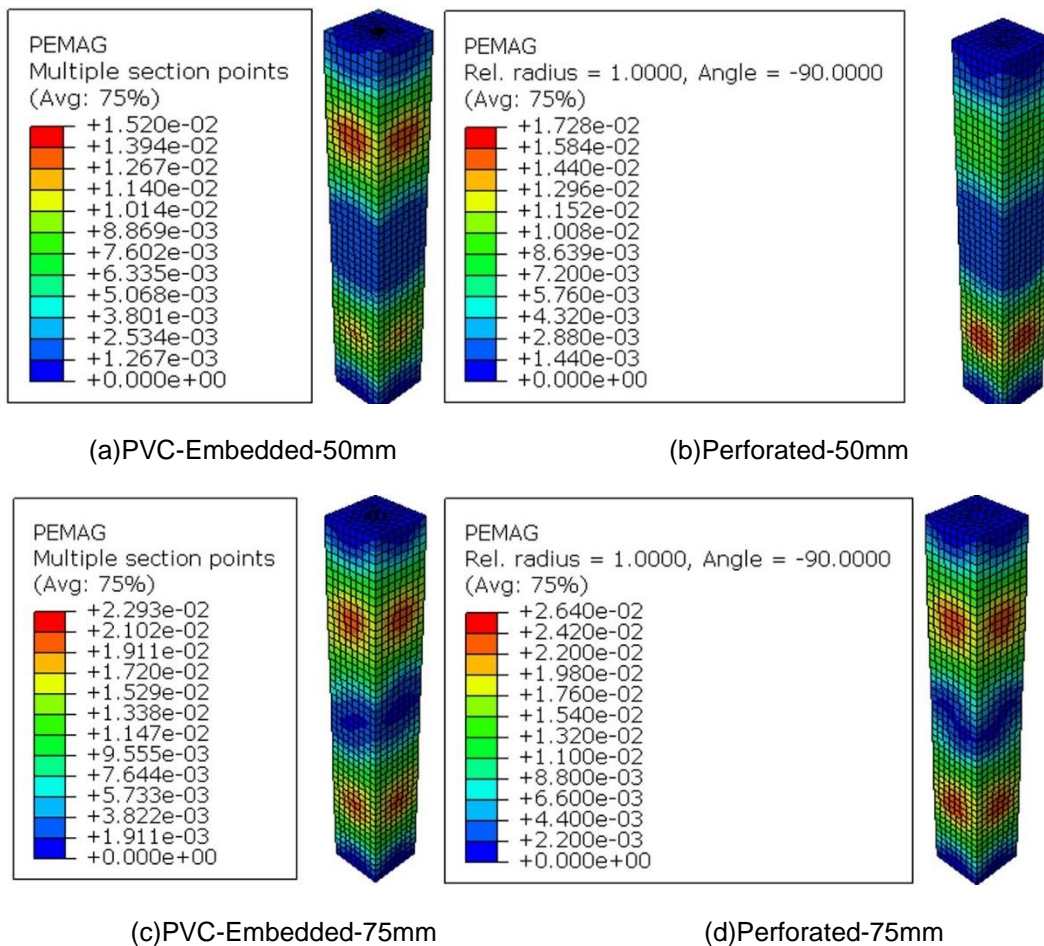 PEMAG
Multiple section points
(Avg: 75%)
+1.520e-02
+1.394e-02
+1.267e-02
+1.140e-02
+1.014e-02
+8.869e-03
+7.602e-03
+6.335e-03
+5.068e-03
+3.801e-03
+2.534e-03
+1.267e-03
+0.000e+00
PEMAG
Rel. radius = 1.0000, Angle = -90.0000
(Avg: 75%)
+1.728e-02
+1.584e-02
+1.440e-02
+1.296e-02
+1.152e-02
+1.008e-02
+8.639e-03
+7.200e-03
+5.760e-03
+4.320e-03
+2.880e-03
+1.440e-03
+0.000e+00
(a)PVC-Embedded-50mm
(b)Perforated-50mm
PEMAG
Multiple section points
(Avg: 75%)
+2.293e-02
+2.102e-02
+1.911e-02
+1.720e-02
+1.529e-02
+1.338e-02
+1.147e-02
+9.555e-03
+7.644e-03
+5.733e-03
+3.822e-03
+1.911e-03
+0.000e+00
PEMAG
Rel. radius = 1.0000, Angle = -90.0000
(Avg: 75%)
+2.640e-02
+2.420e-02
+2.200e-02
+1.980e-02
+1.760e-02
+1.540e-02
+1.320e-02
+1.100e-02
+8.800e-03
+6.600e-03
+4.400e-03
+2.200e-03
+0.000e+00
(c)PVC-Embedded-75mm
(d)Perforated-75mm